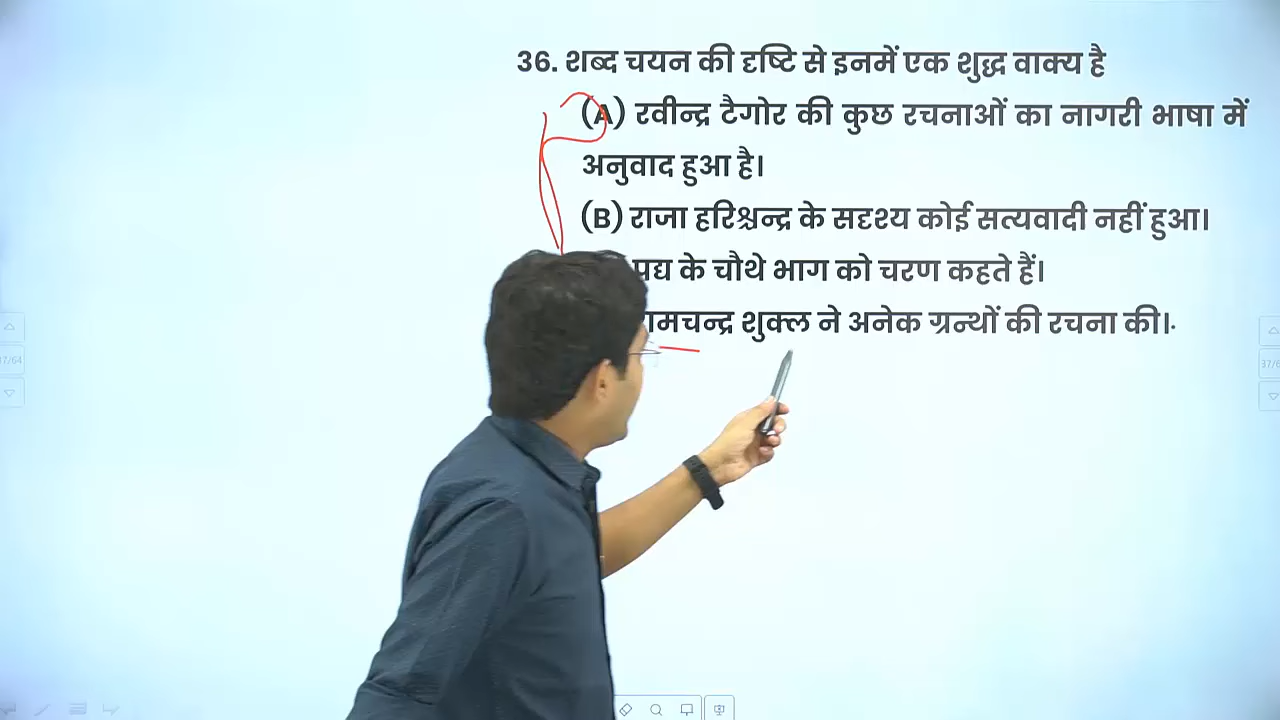 36. शब्द चयन की दृष्टि से इनमें एक शुद्ध वाक्य है
(A) रवीन्द्र टैगोर की कुछ रचनाओं का नागरी भाषा में
अनुवाद हुआ है।
(B) राजा हरिश्चन्द्र के सदृश्य कोई सत्यवादी नहीं हुआ।
पद्य के चौथे भाग को चरण कहते हैं।
शुक्ल ने अनेक ग्रन्थों की रचना की।